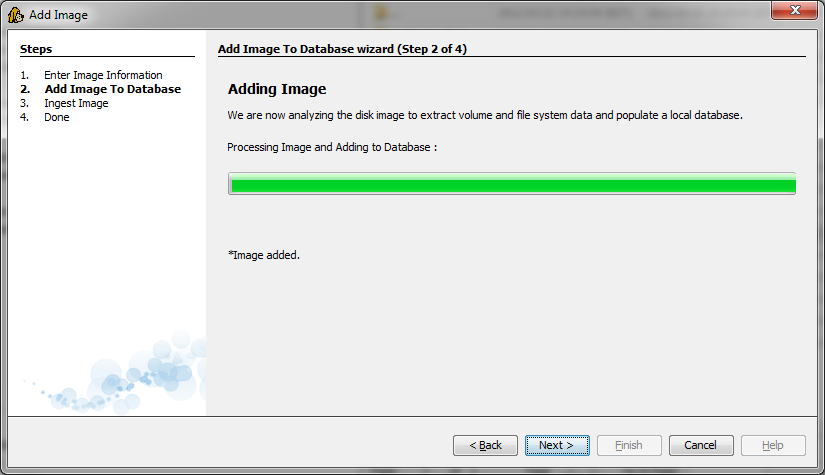 Add Image
Steps
1. Enter Image Information
2. Add Image To Database
3. Ingest Image
4. Done
Add Image To Database wizard (Step 2 of 4)
Adding Image
We are now analyzing the disk image to extract volume and file system data and populate a local database.
Processing Image and Adding to Database :
*Image added.
< Back
Next >
Finish
Cancel
Help